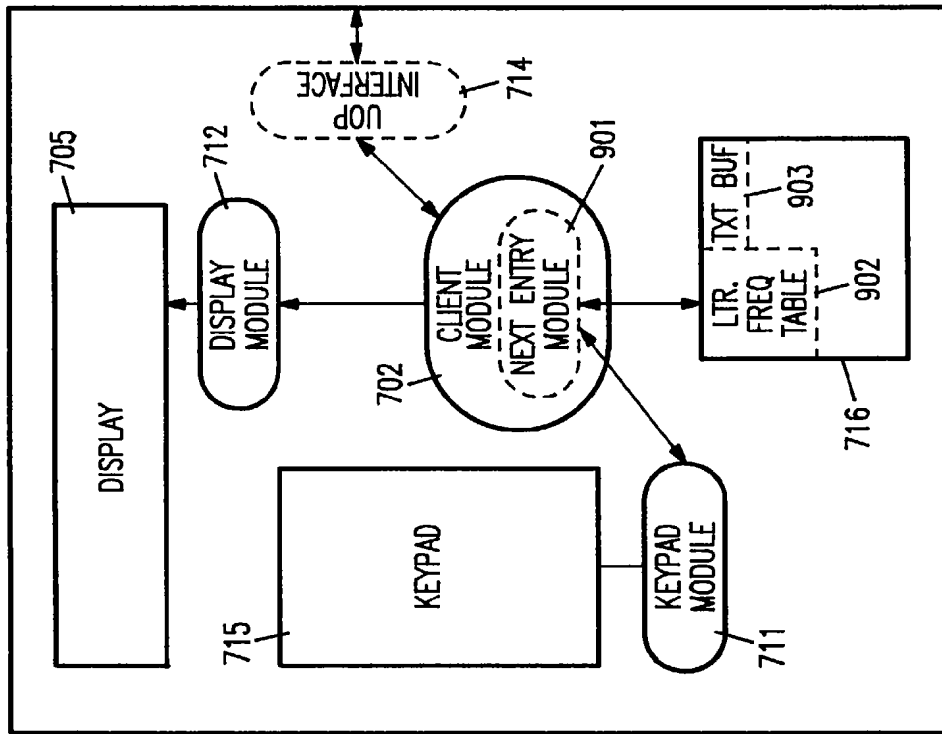 705
DISPLAY
712
DISPLAY
MODULE
UOP
INTERFACE
714
CLIENT
MODULE
702
NEXT ENTRY
MODULE
901
715
KEYPAD
KEYPAD
MODULE
711
LTR.
FREQ
TABLE
902
TXT BUF
903
716